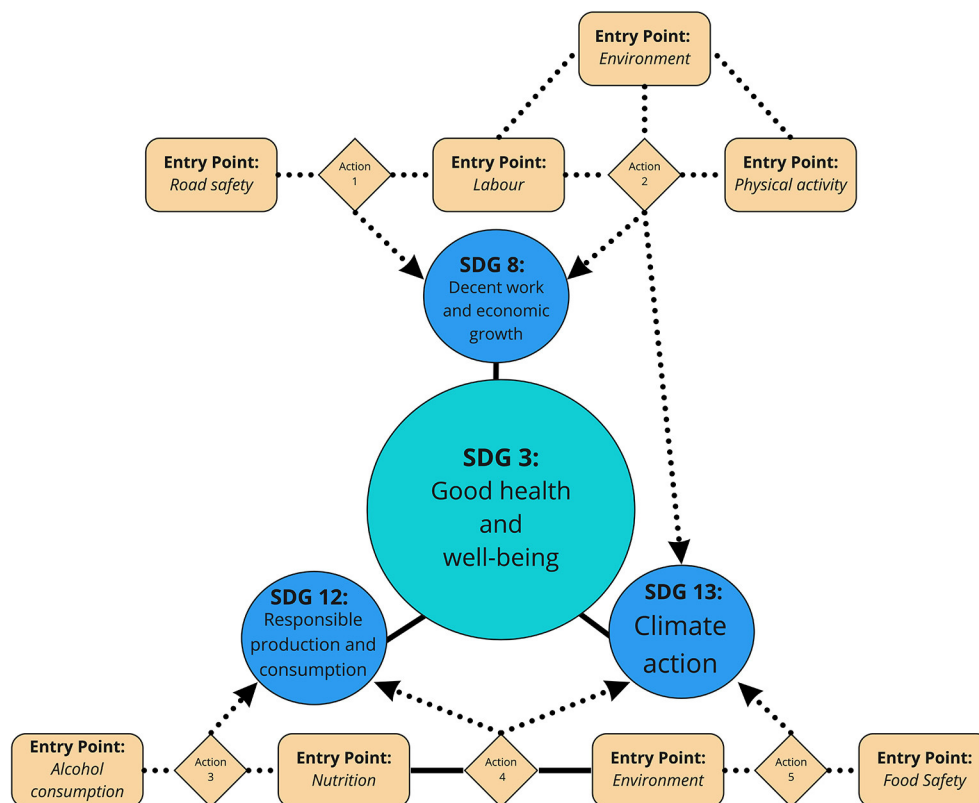 Entry Point:
Environment
Entry Point:
Road safety
Action
1
Entry Point:
Labour
Action
2
Entry Point:
Physical activity
SDG 8:
Decent work
and economic
growth
SDG 3:
Good health
and
well-being
SDG 12:
Responsible
production and
consumption
SDG 13:
Climate
action
Entry Point:
Alcohol
consumption
Action
3
Entry Point:
Nutrition
Action
4
Entry Point:
Environment
Action
5
Entry Point:
Food Safety